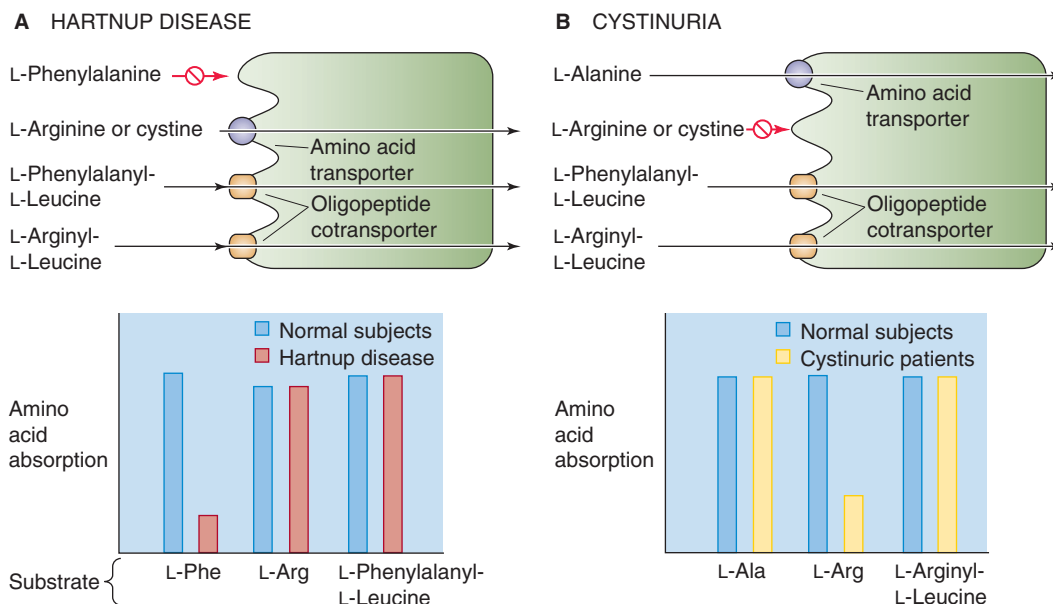 A HARTNUP DISEASE
L-Phenylalanine
L-Arginine or cystine
Amino acid
transporter
L-Phenylalanyl-
L-Leucine
Oligopeptide
cotransporter
L-Arginyl-
L-Leucine
Normal subjects
Hartnup disease
Amino
acid
absorption
Substrate
L-Phe
L-Arg
L-Phenylalanyl-
L-Leucine
B CYSTINURIA
L-Alanine
Amino acid
transporter
L-Arginine or cystine
L-Phenylalanyl-
L-Leucine
Oligopeptide
cotransporter
L-Arginyl-
L-Leucine
Normal subjects
Cystinuric patients
Amino
acid
absorption
L-Ala
L-Arg
L-Arginyl-
L-Leucine